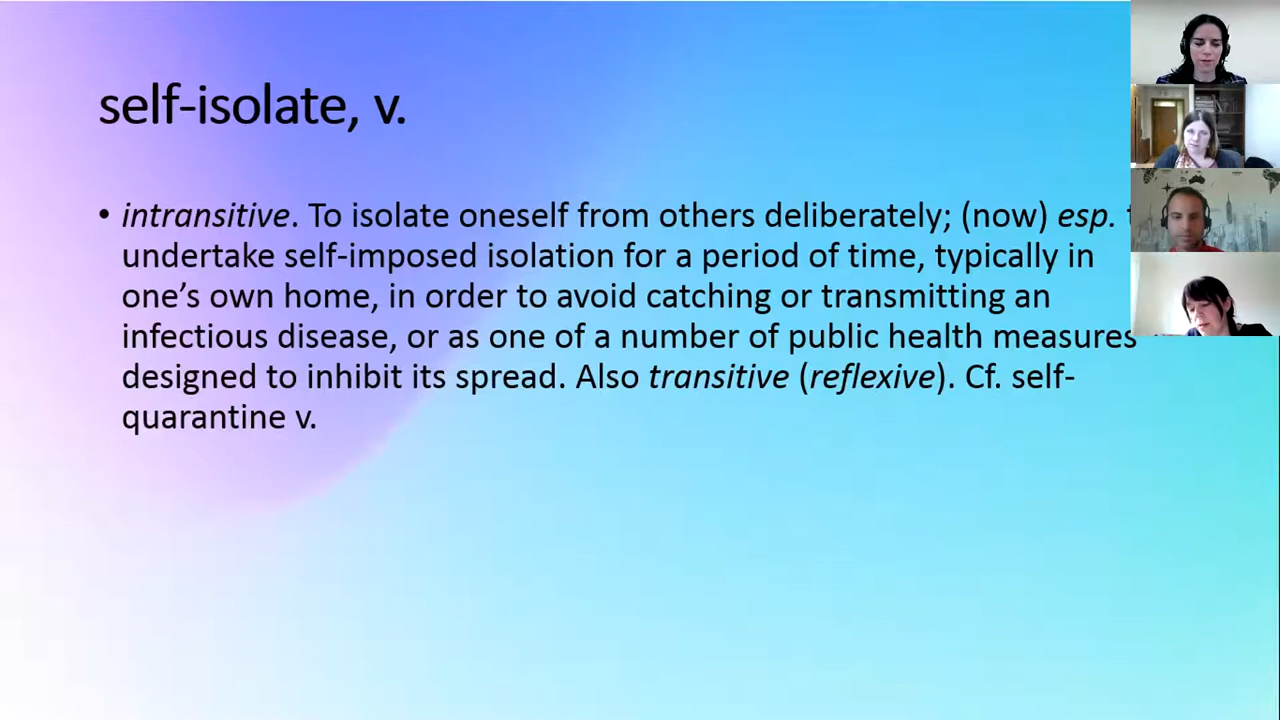 self-isolate, v.
• intransitive. To isolate oneself from others deliberately; (now) esp.
undertake self-imposed isolation for a period of time, typically in
one’s own home, in order to avoid catching or transmitting an
infectious disease, or as one of a number of public health measures
designed to inhibit its spread. Also transitive (reflexive). Cf. self-
quarantine v.